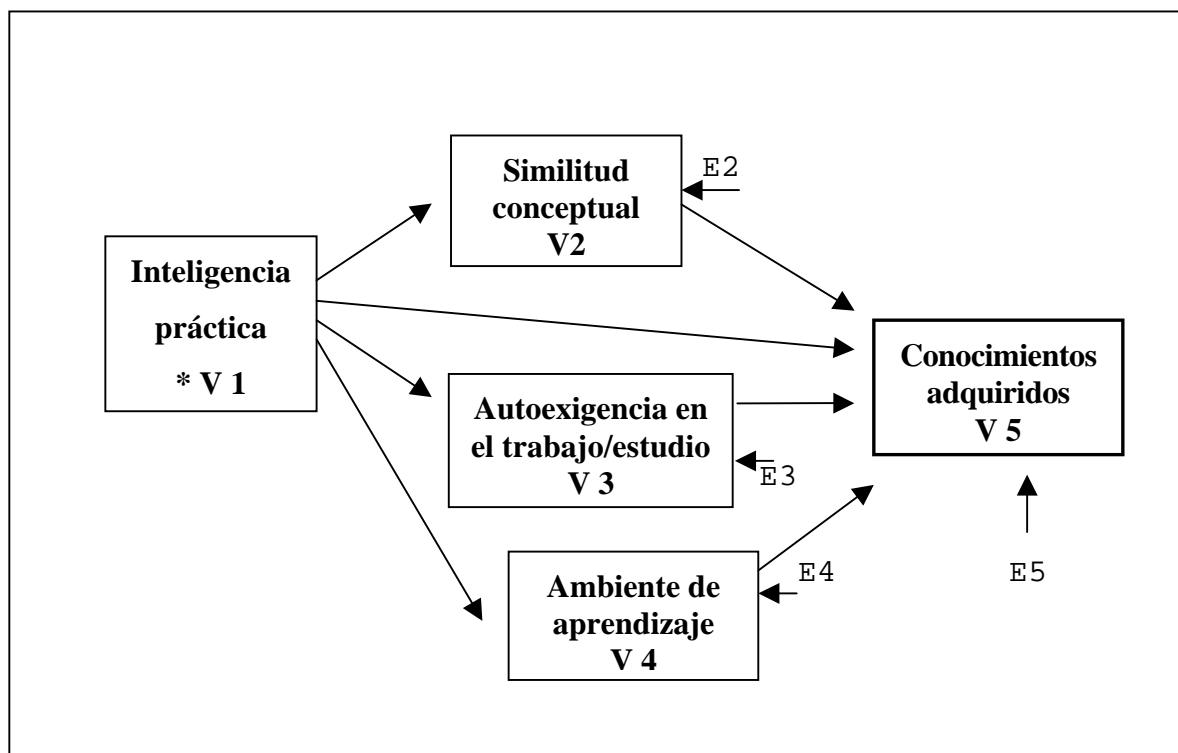 Similitud
conceptual
V2
E2
Inteligencia
práctica
* V 1
Conocimientos
adquiridos
V 5
Autoexigencia en
el trabajo/estudio
V 3
E3
Ambiente de
aprendizaje
V 4
E4
E5